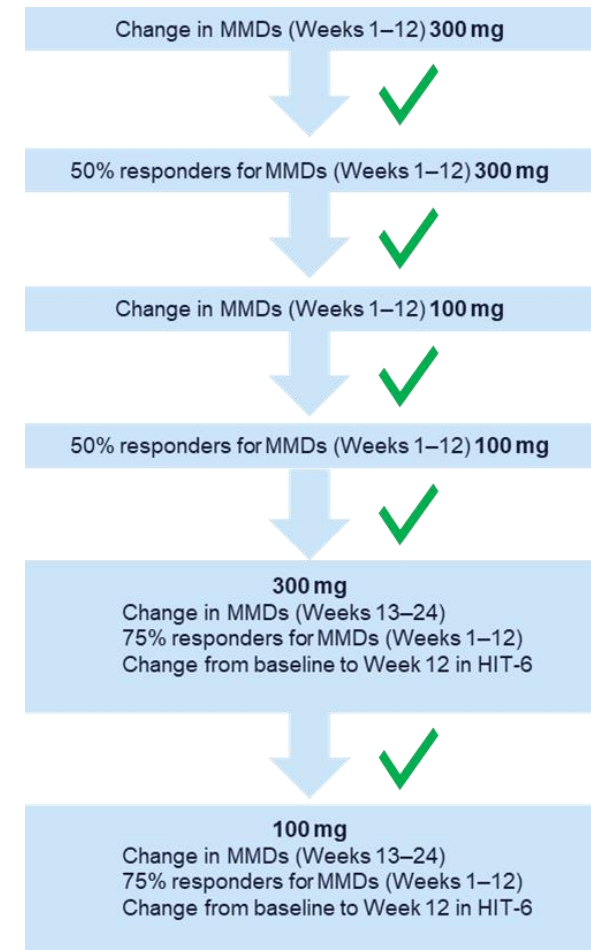 Change in MMDs (Weeks 1–12) 300 mg
50% responders for MMDs (Weeks 1–12) 300 mg
Change in MMDs (Weeks 1–12) 100 mg
50% responders for MMDs (Weeks 1–12) 100 mg
300 mg
Change in MMDs (Weeks 13–24)
75% responders for MMDs (Weeks 1–12)
Change from baseline to Week 12 in HIT-6
100 mg
Change in MMDs (Weeks 13–24)
75% responders for MMDs (Weeks 1–12)
Change from baseline to Week 12 in HIT-6